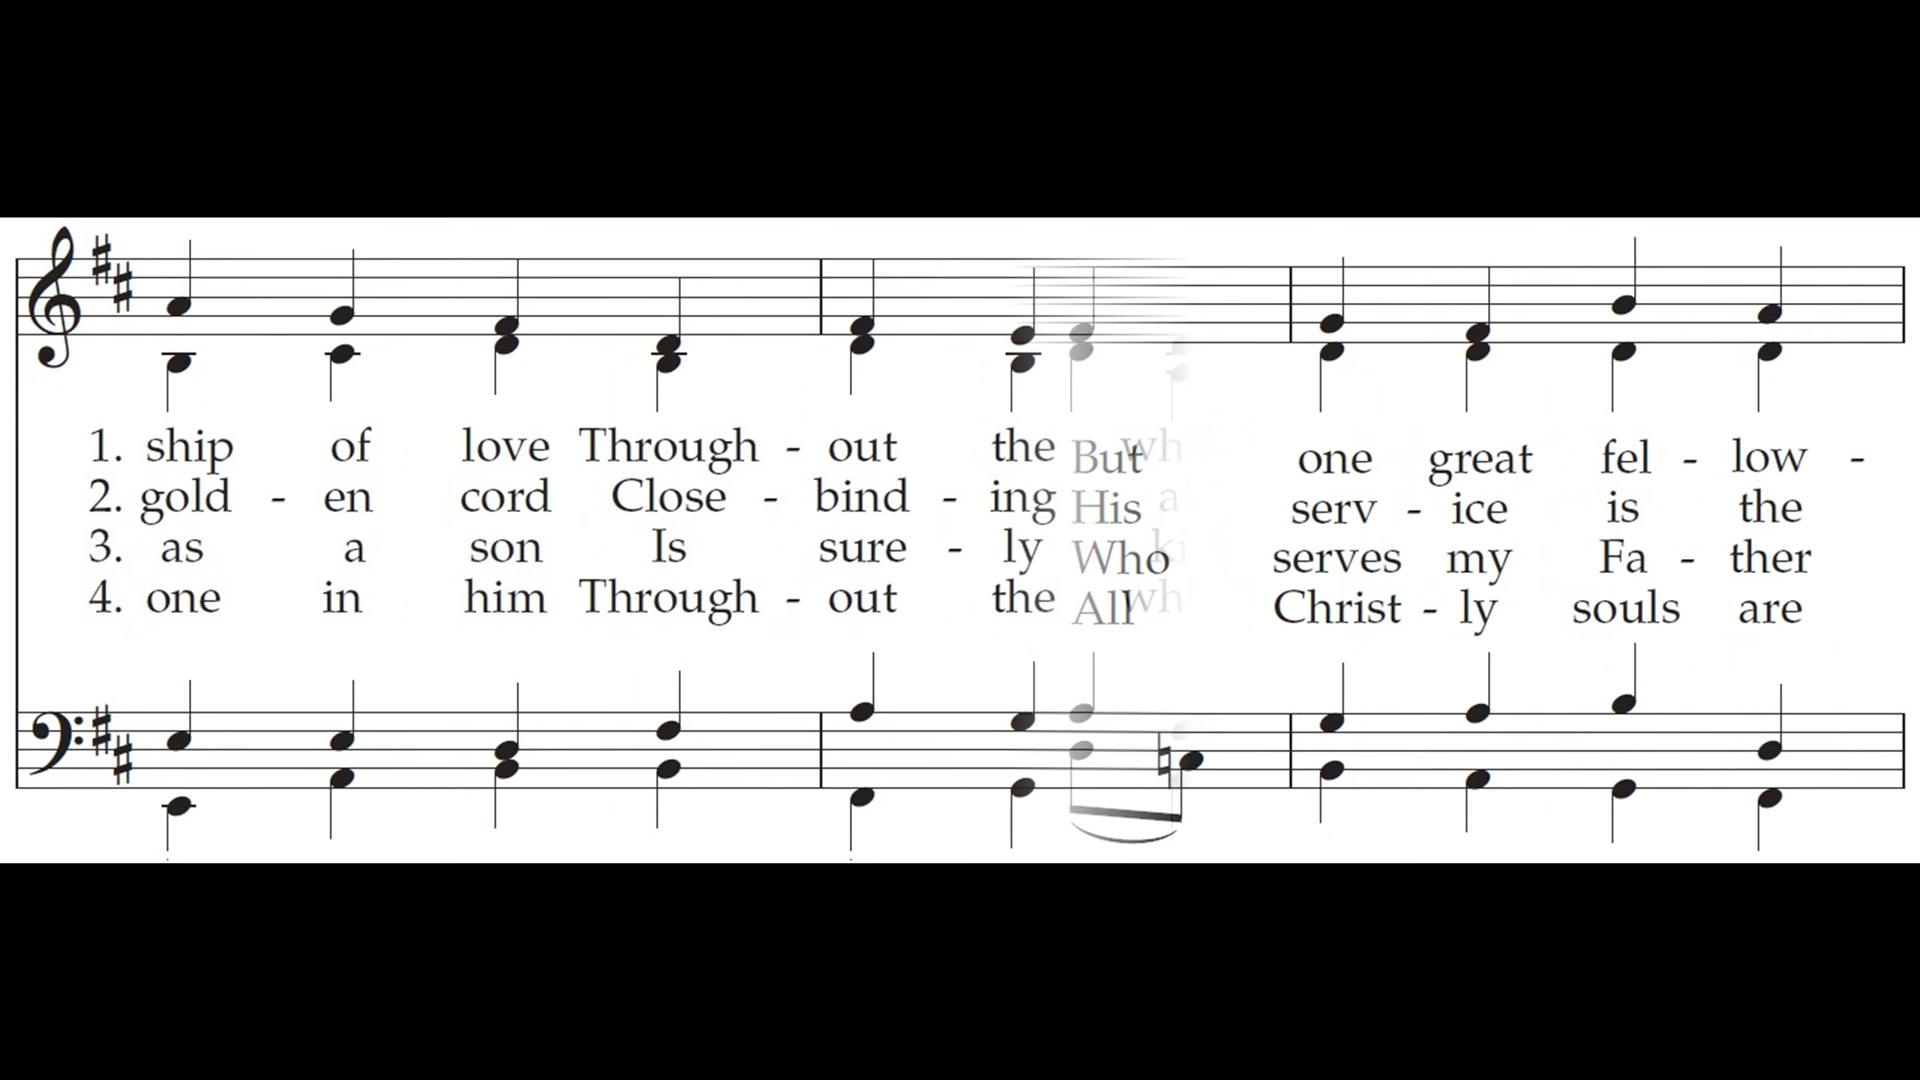 1. ship of love Through - out the But one great fel - low -
2. gold - en cord Close - bind - ing His serv - ice is the
3. as a son Is sure - ly Who serves my Fa - ther
4. one in him Through - out the All Christ - ly souls are